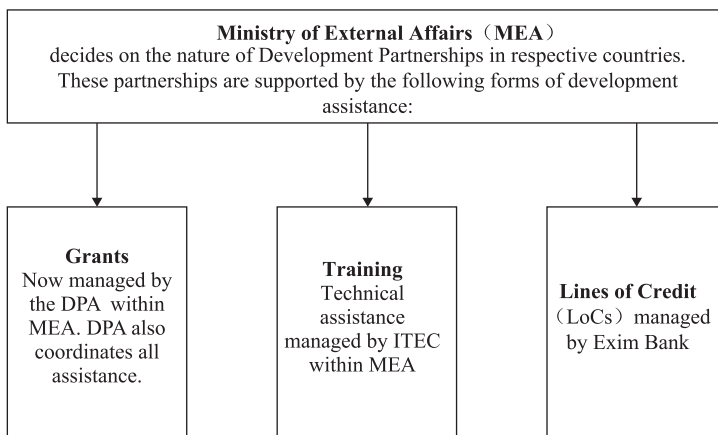 Ministry of External Affairs（MEA）
decides on the nature of Development Partnerships in respective countries.
These partnerships are supported by the following forms of development
assistance:
Grants
Now managed by
the DPA within
MEA. DPA also
coordinates all
assistance.
Training
Technical
assistance
managed by ITEC
within MEA
Lines of Credit
（LoCs）managed
by Exim Bank